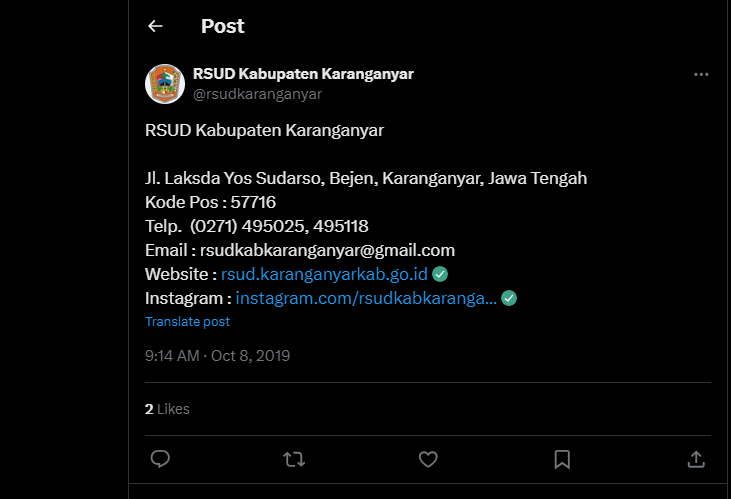 Post
RSUD Kabupaten Karanganyar
@rsudkaranganyar
RSUD Kabupaten Karanganyar
Jl. Laksda Yos Sudarso, Bejen, Karanganyar, Jawa Tengah
Kode Pos : 57716
Telp.  (0271) 495025, 495118
Email : rsudkabkaranganyar@gmail.com
Website : rsud.karanganyarkab.go.id
Instagram : instagram.com/rsudkabkaranga...
Translate post
9:14 AM · Oct 8, 2019
2 Likes